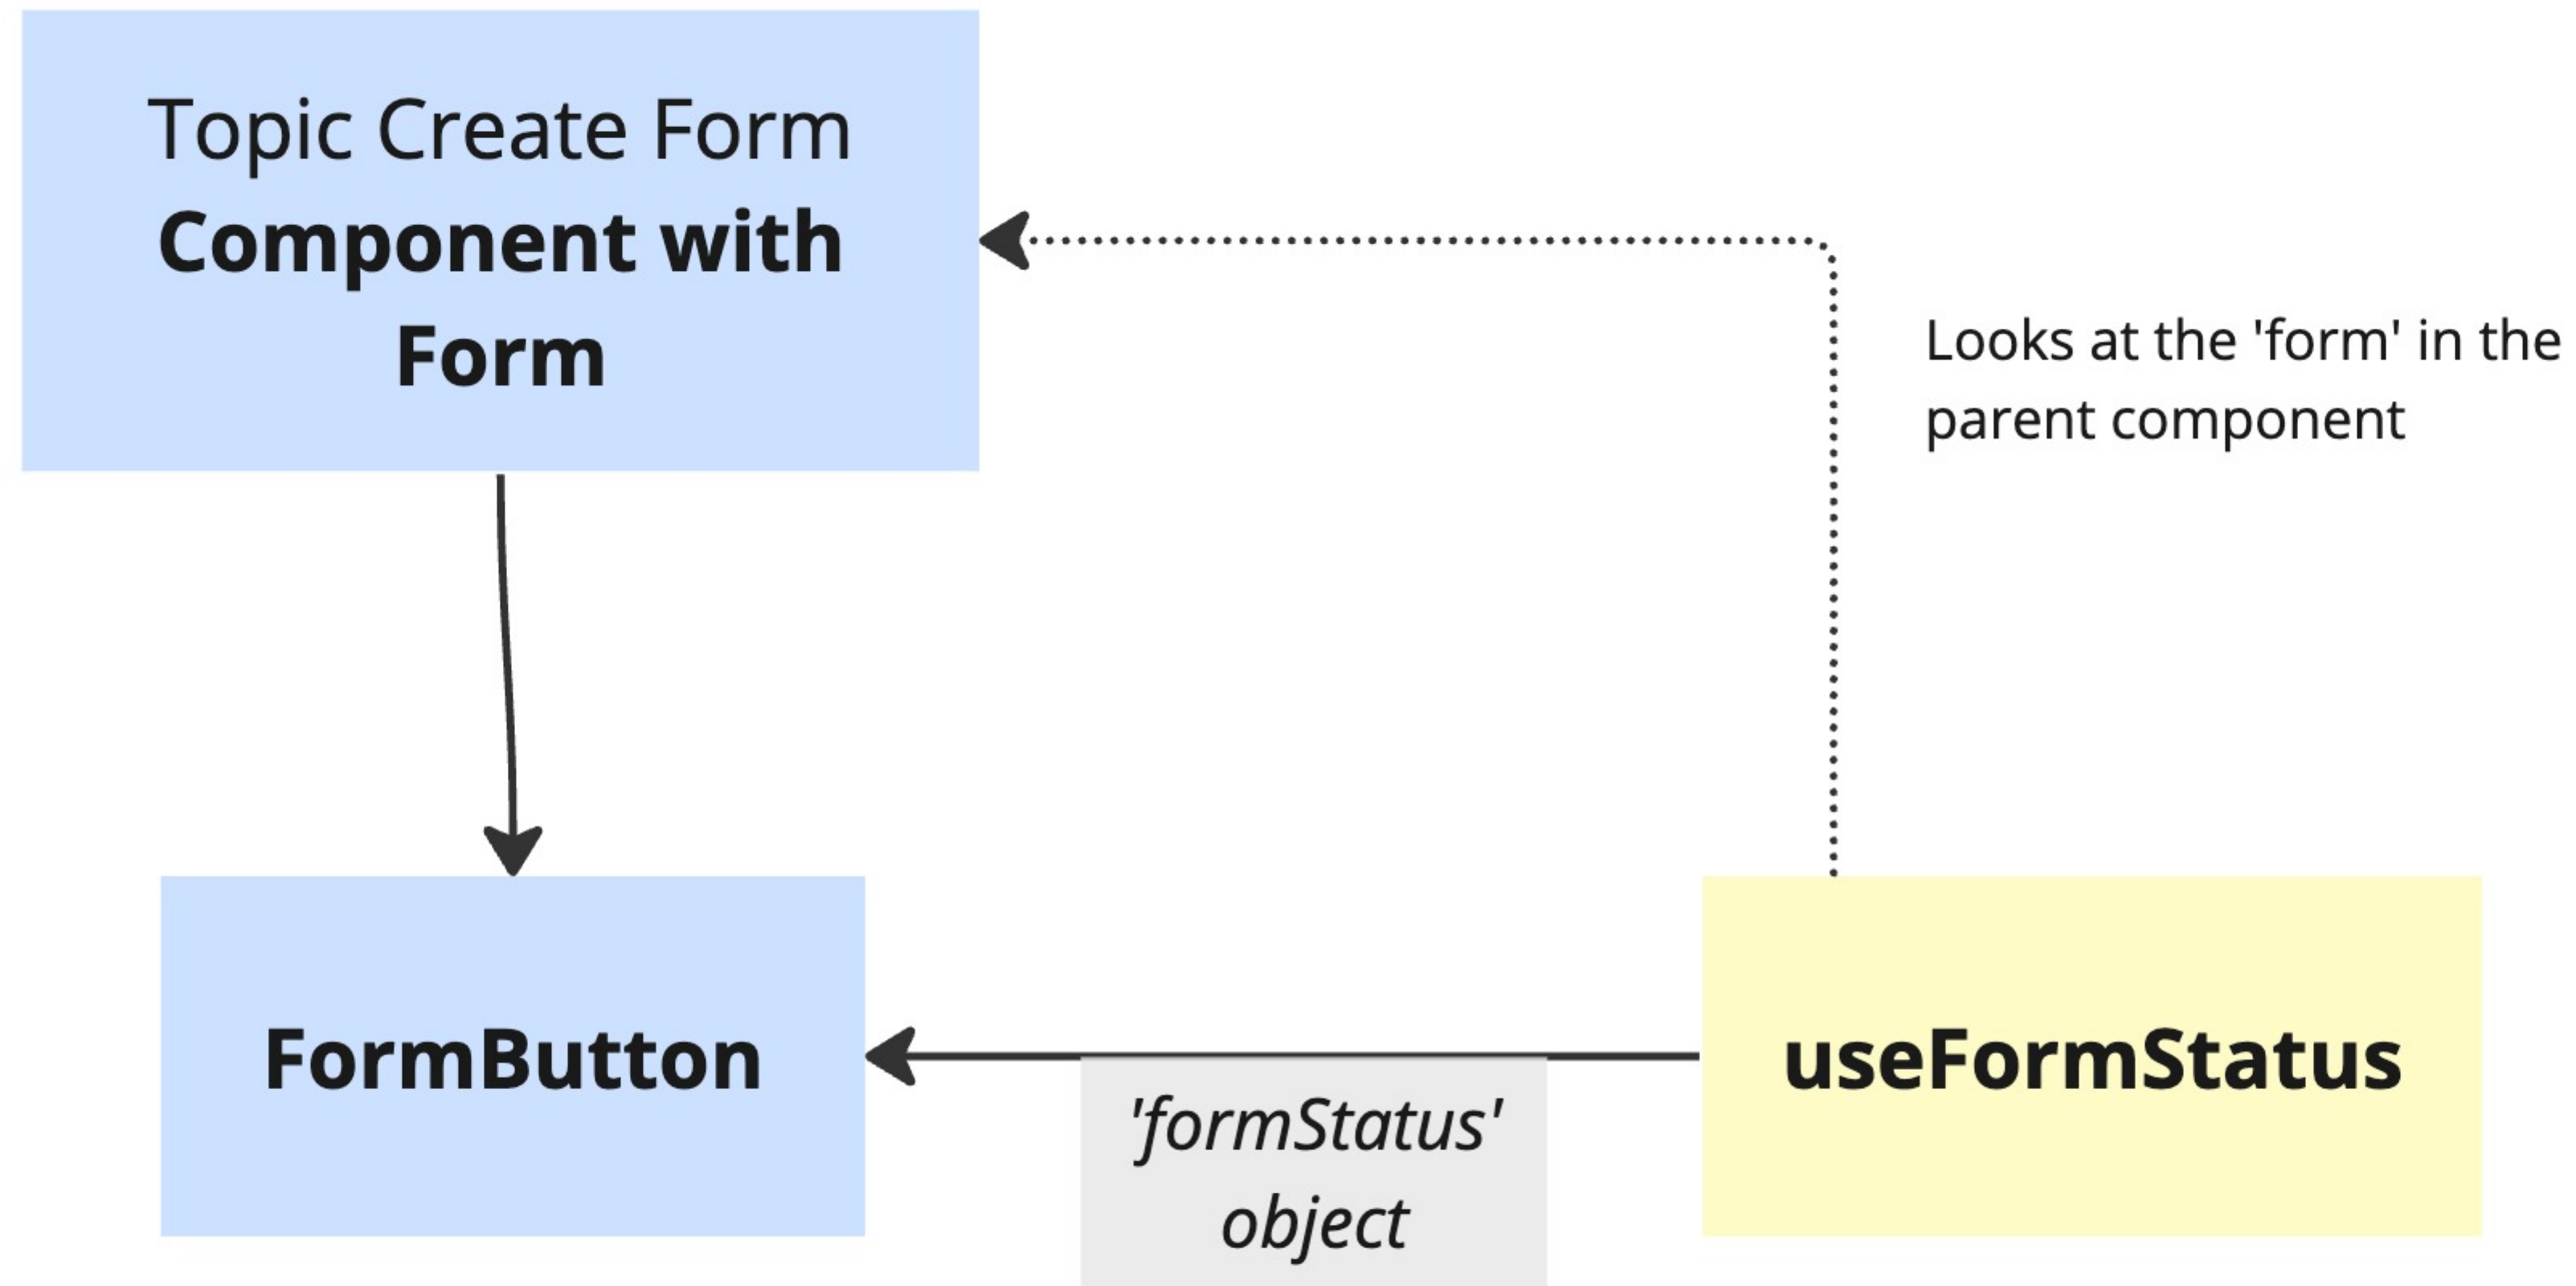 Topic Create Form
Component with
Form
Looks at the 'form' in the
parent component
FormButton
'formStatus'
object
useFormStatus